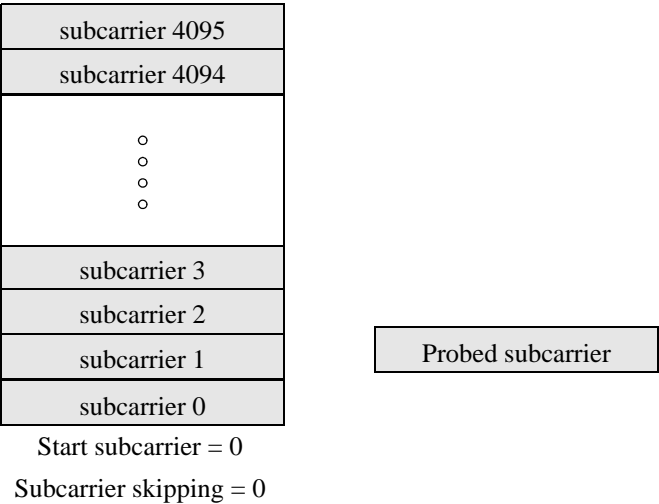 subcarrier 4095
subcarrier 4094
subcarrier 3
subcarrier 2
subcarrier 1
subcarrier 0
Probed subcarrier
Start subcarrier = 0
Subcarrier skipping = 0